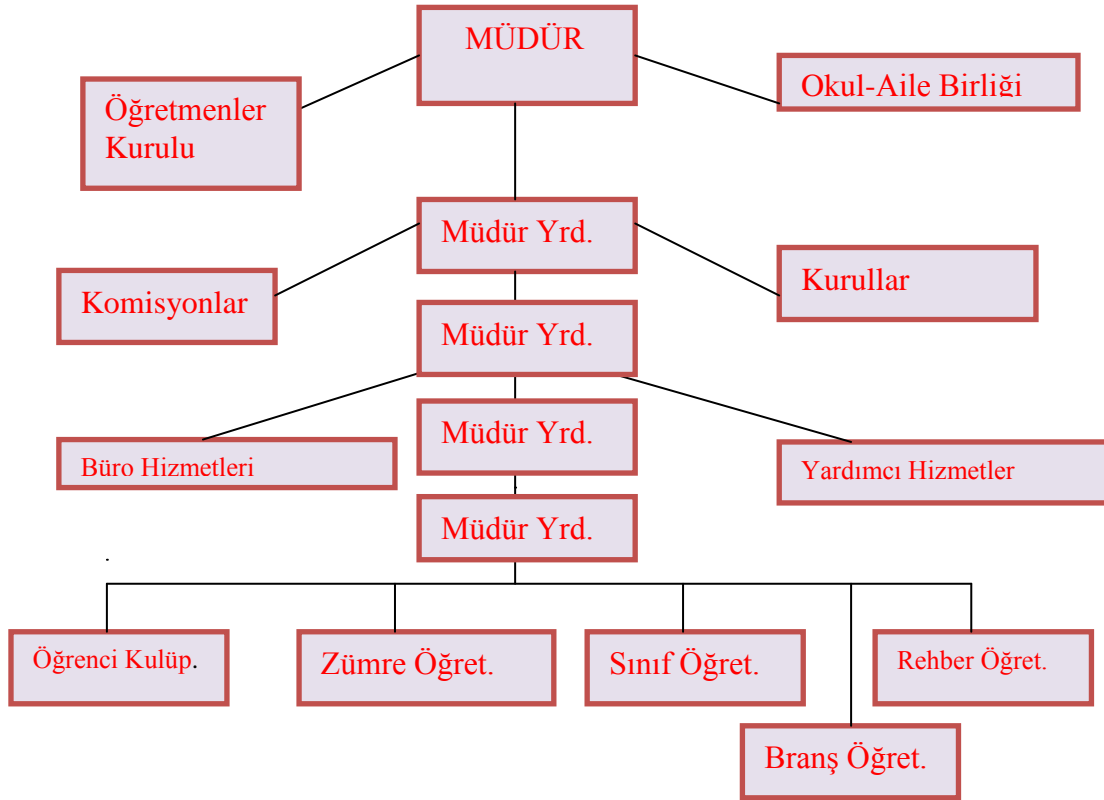 MÜDÜR
Öğretmenler
Kurulu
Okul-Aile Birliği
Müdür Yrd.
Komisyonlar
Kurullar
Müdür Yrd.
Müdür Yrd.
Büro Hizmetleri
Yardımcı Hizmetler
Müdür Yrd.
Öğrenci Kulüp.
Zümre Öğret.
Sınıf Öğret.
Rehber Öğret.
Branş Öğret.